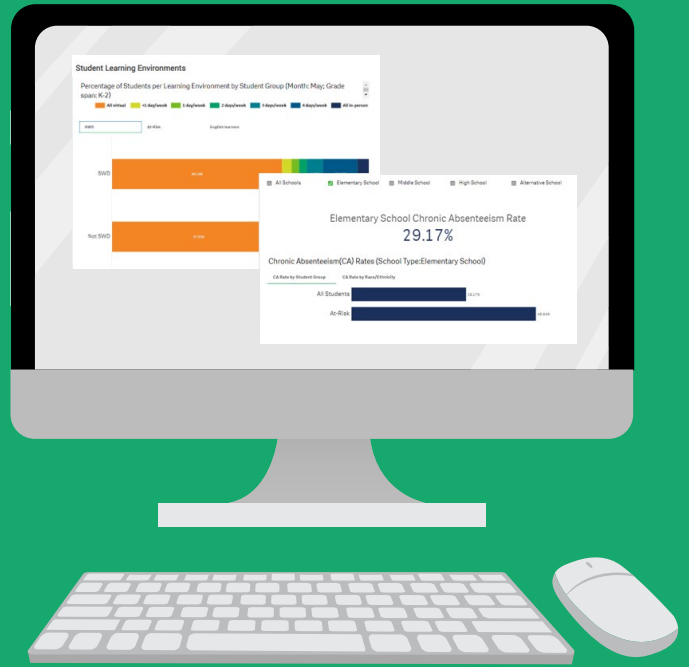 Student Learning Environments
Percentage of Students per Learning Environment by Student Group (Month: May; Grade
span: K-2)
All virtual <1 day/week 1 day/week 2 days/week 3 days/week 4 days/week All in-person
SWD At-Risk English learners
SWD
Not SWD
All Schools Elementary School Middle School High School Alternative School
Elementary School Chronic Absenteeism Rate
29.17%
Chronic Absenteeism(CA) Rates (School Type:Elementary School)
CA Rate by Student Group CA Rate by Race/Ethnicity
All Students 29.17%
At-Risk